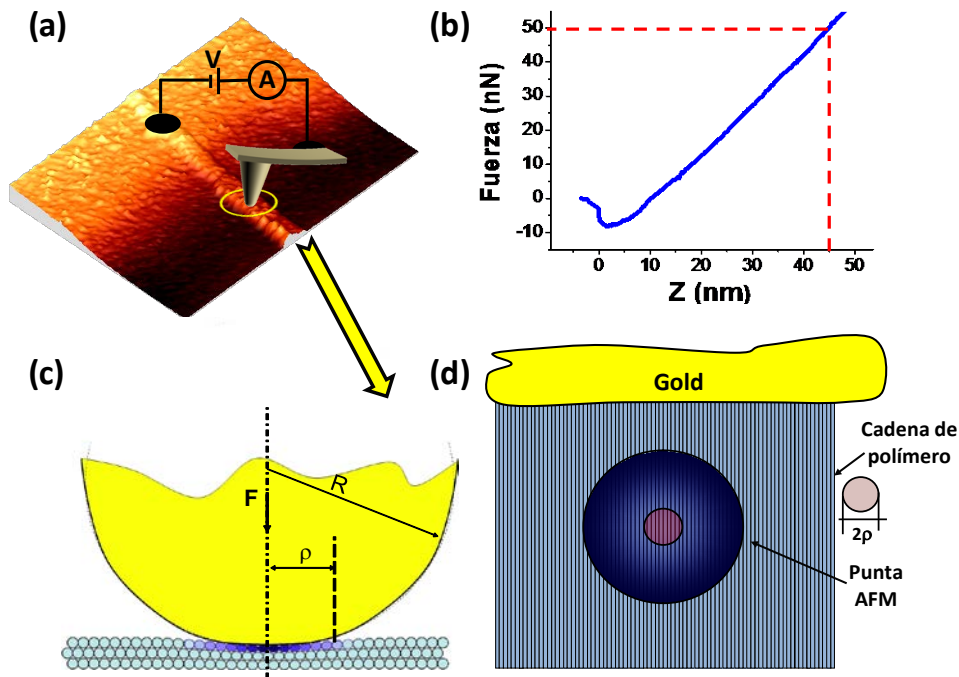 (a)
V
A
(b)
Fuerza (nN)
50
40
30
20
10
0
-10
0
10
20
30
40
50
Z (nm)
(c)
F
R
ρ
(d)
Gold
Cadena de
polímero
2ρ
Punta
AFM